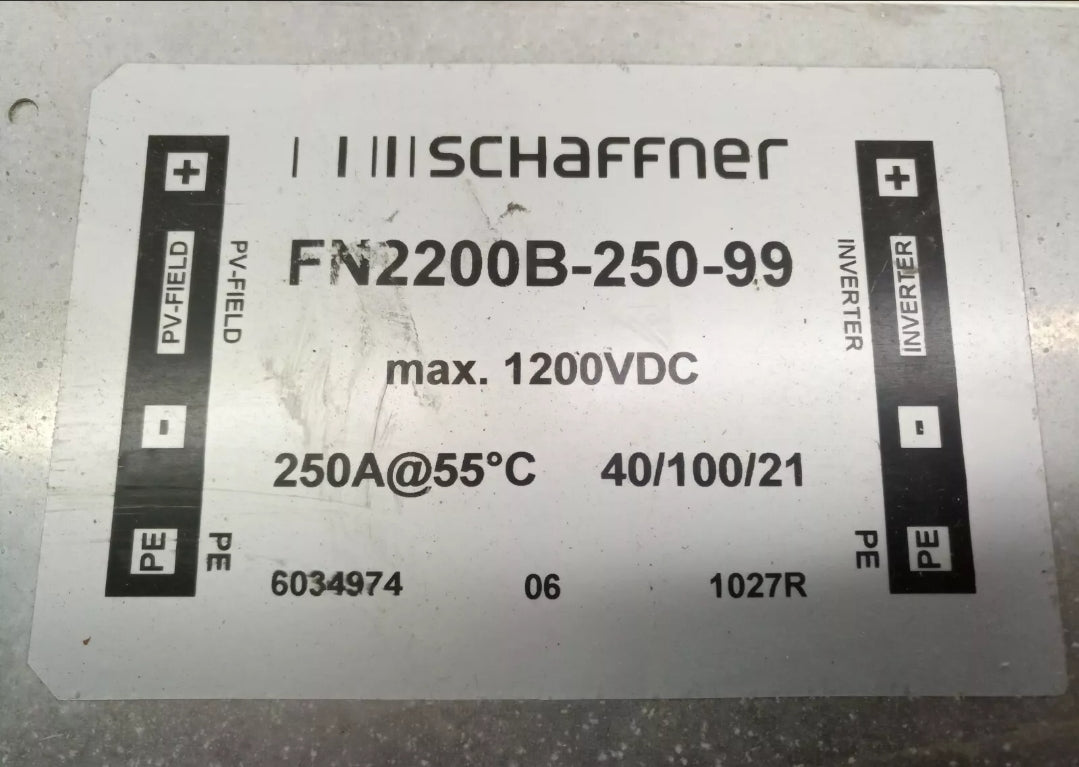 SCHAFFNER
FN2200B-250-99
max. 1200VDC
250A@55°C 40/100/21
6034974 06 1027R
+
PV-FIELD
-
PE
PV-FIELD
PE
INVERTER
PE
+
INVERTER
-
PE